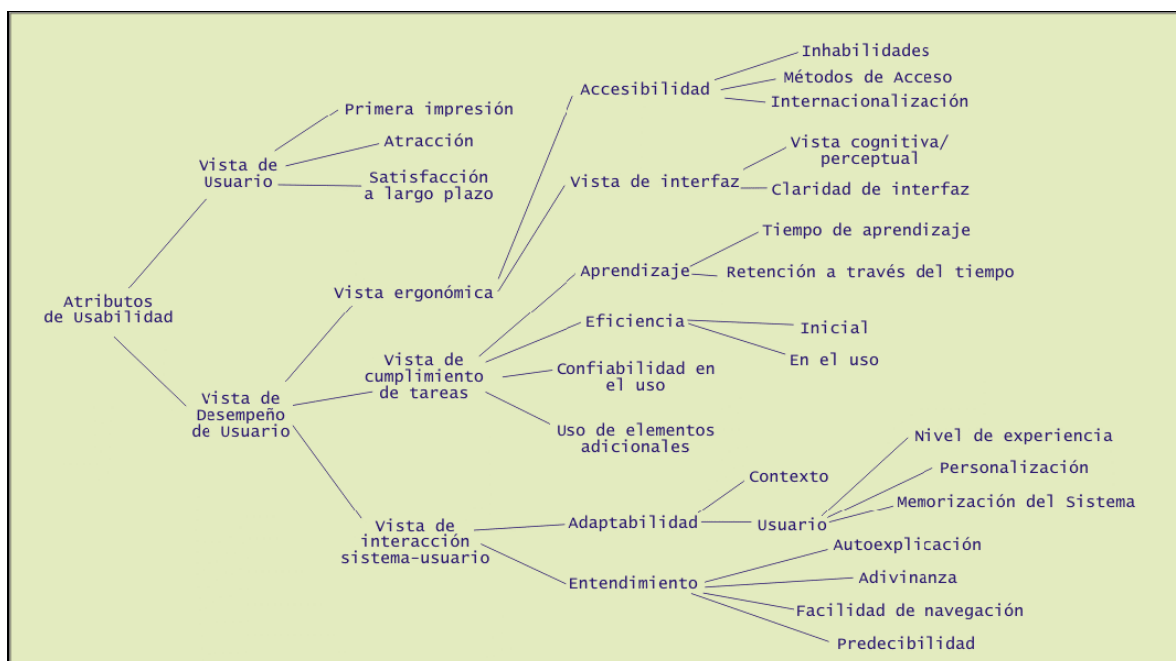 Atributos
de Usabilidad
Vista de
Usuario
Primera impresión
Atracción
Satisfacción
a largo plazo
Vista de
Desempeño
de Usuario
Vista ergonómica
Accesibilidad
Inhabilidades
Métodos de Acceso
Internacionalización
Vista de interfaz
Vista cognitiva/
perceptual
Claridad de interfaz
Vista de
cumplimiento
de tareas
Aprendizaje
Tiempo de aprendizaje
Retención a través del tiempo
Eficiencia
Inicial
En el uso
Confiabilidad en
el uso
Uso de elementos
adicionales
Vista de
interacción
sistema-usuario
Adaptabilidad
Contexto
Usuario
Nivel de experiencia
Personalización
Memorización del Sistema
Entendimiento
Autoexplicación
Adivinanza
Facilidad de navegación
Predecibilidad